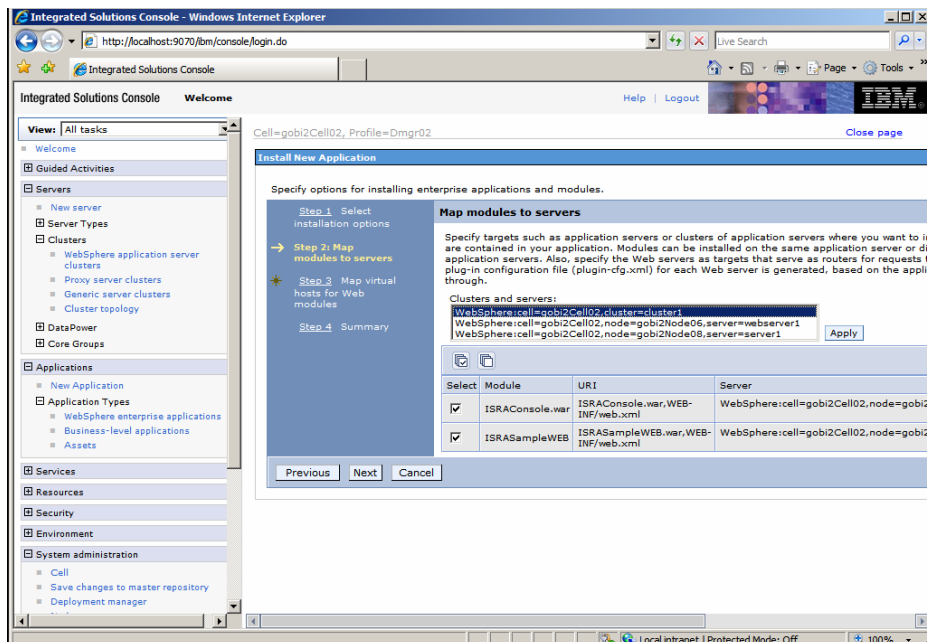 Integrated Solutions Console - Windows Internet Explorer
http://localhost:9070/ibm/console/login.do
Live Search
Integrated Solutions Console
Page
Tools
Integrated Solutions Console Welcome
Help | Logout
IBM.
View: All tasks
Cell=gobi2Cell02, Profile=Dmgr02
Close page
Welcome
Guided Activities
Servers
New server
Server Types
Clusters
WebSphere application server
clusters
Proxy server clusters
Generic server clusters
Cluster topology
DataPower
Core Groups
Applications
New Application
Application Types
WebSphere enterprise applications
Business-level applications
Assets
Services
Resources
Security
Environment
System administration
Cell
Save changes to master repository
Deployment manager
Install New Application
Specify options for installing enterprise applications and modules.
Step 1 Select
installation options
Step 2: Map
modules to servers
Step 3 Map virtual
hosts for Web
modules
Step 4 Summary
Map modules to servers
Specify targets such as application servers or clusters of application servers where you want to i
are contained in your application. Modules can be installed on the same application server or di
application servers. Also, specify the Web servers as targets that serve as routers for requests t
plug-in configuration file (plugin-cfg.xml) for each Web server is generated, based on the appli
through.
Clusters and servers:
WebSphere:cell=gobi2Cell02,cluster=cluster1
WebSphere:cell=gobi2Cell02,node=gobi2Node06,server=webserver1
WebSphere:cell=gobi2Cell02,node=gobi2Node08,server=server1
Apply
Select Module URI Server
ISRAConsole.war ISRAConsole.war,WEB-
INF/web.xml WebSphere:cell=gobi2Cell02,node=gobi2
ISRASampleWEB ISRASampleWEB.war,WEB-
INF/web.xml WebSphere:cell=gobi2Cell02,node=gobi2
Previous Next Cancel
Local intranet | Protected Mode: Off
100%